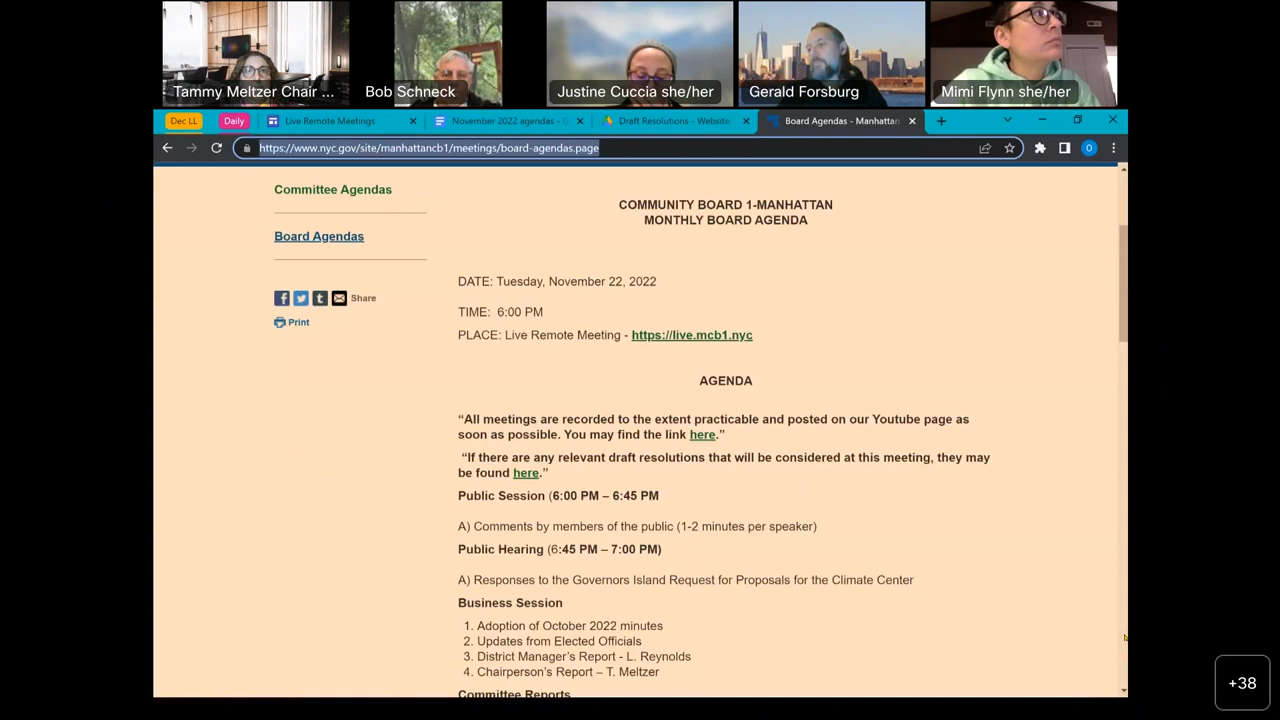 Tammy Meltzer Chair ...
Bob Schneck
Justine Cuccia she/her
Gerald Forsburg
Mimi Flynn she/her
Dec LL
Daily
Live Remote Meetings
November 2022 agendas - G
Draft Resolutions - Website,
Board Agendas - Manhattan
https://www.nyc.gov/site/manhattancb1/meetings/board-agendas.page
O
Committee Agendas
Board Agendas
Share
Print
COMMUNITY BOARD 1-MANHATTAN
MONTHLY BOARD AGENDA
DATE: Tuesday, November 22, 2022
TIME: 6:00 PM
PLACE: Live Remote Meeting - https://live.mcb1.nyc
AGENDA
“All meetings are recorded to the extent practicable and posted on our Youtube page as
soon as possible. You may find the link here.”
“If there are any relevant draft resolutions that will be considered at this meeting, they may
be found here.”
Public Session (6:00 PM – 6:45 PM
A) Comments by members of the public (1-2 minutes per speaker)
Public Hearing (6:45 PM – 7:00 PM)
A) Responses to the Governors Island Request for Proposals for the Climate Center
Business Session
1. Adoption of October 2022 minutes
2. Updates from Elected Officials
3. District Manager’s Report - L. Reynolds
4. Chairperson’s Report – T. Meltzer
Committee Reports
+38